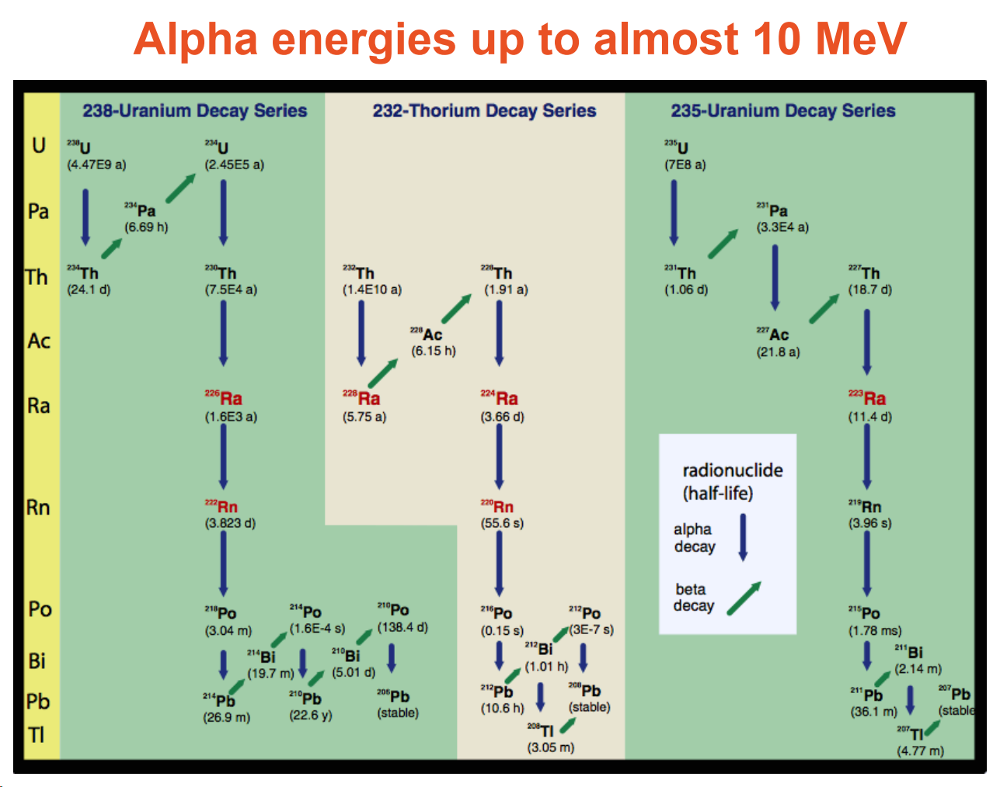 Alpha energies up to almost 10 MeV
238-Uranium Decay Series
232-Thorium Decay Series
235-Uranium Decay Series
U
Pa
Th
Ac
Ra
Rn
Po
Bi
Pb
Tl
238U
(4.47E9 a)
234U
(2.45E5 a)
234Pa
(6.69 h)
234Th
(24.1 d)
230Th
(7.5E4 a)
226Ra
(1.6E3 a)
222Rn
(3.823 d)
218Po
(3.04 m)
214Po
(1.6E-4 s)
210Po
(138.4 d)
214Bi
(19.7 m)
210Bi
(5.01 d)
214Pb
(26.9 m)
210Pb
(22.6 y)
206Pb
(stable)
232Th
(1.4E10 a)
228Th
(1.91 a)
228Ac
(6.15 h)
228Ra
(5.75 a)
224Ra
(3.66 d)
220Rn
(55.6 s)
216Po
(0.15 s)
212Po
(3E-7 s)
212Bi
(1.01 h)
212Pb
(10.6 h)
208Pb
(stable)
208Tl
(3.05 m)
235U
(7E8 a)
231Pa
(3.3E4 a)
231Th
(1.06 d)
227Th
(18.7 d)
227Ac
(21.8 a)
223Ra
(11.4 d)
219Rn
(3.96 s)
215Po
(1.78 ms)
211Bi
(2.14 m)
211Pb
(36.1 m)
207Pb
(stable
207Tl
(4.77 m)
radionuclide
(half-life)
alpha
decay
beta
decay